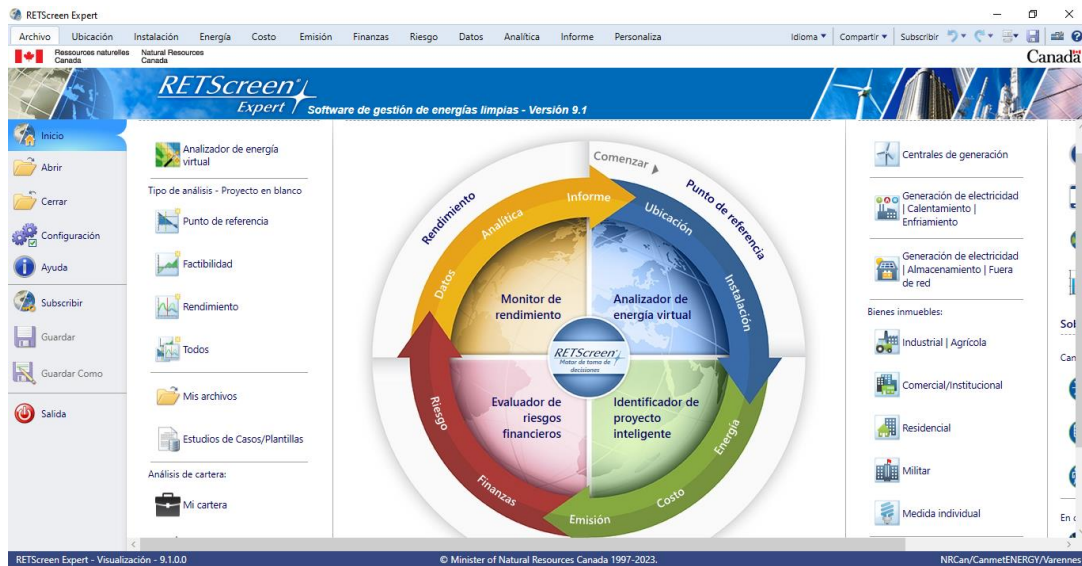 RETScreen Expert
Archivo Ubicación Instalación Energía Costo Emisión Finanzas Riesgo Datos Analítica Informe Personaliza Idioma Compartir Subscribir
Ressources naturelles Canada
Natural Resources Canada
Canada
RETScreen
Expert
Software de gestión de energías limpias - Versión 9.1
Inicio
Abrir
Cerrar
Configuración
Ayuda
Subscribir
Guardar
Guardar Como
Salida
Analizador de energía
virtual
Tipo de análisis - Proyecto en blanco
Punto de referencia
Factibilidad
Rendimiento
Todos
Mis archivos
Estudios de Casos/Plantillas
Análisis de cartera:
Mi cartera
Comenzar
Rendimiento
Punto de referencia
Informe
Ubicación
Analítica
Datos
Instalación
Monitor de
rendimiento
Analizador de
energía virtual
RETScreen
Motor de toma de
decisiones
Evaluador de
riesgos
financieros
Identificador de
proyecto
inteligente
Riesgo
Energía
Finanzas
Costo
Emisión
Centrales de generación
Generación de electricidad
| Calentamiento |
Enfriamiento
Generación de electricidad
| Almacenamiento | Fuera
de red
Bienes inmuebles:
Industrial | Agrícola
Comercial/Institucional
Residencial
Militar
Medida individual
Sol
Can
En
RETScreen Expert - Visualización - 9.1.0.0
© Minister of Natural Resources Canada 1997-2023.
NRCan/CanmetENERGY/Varennes